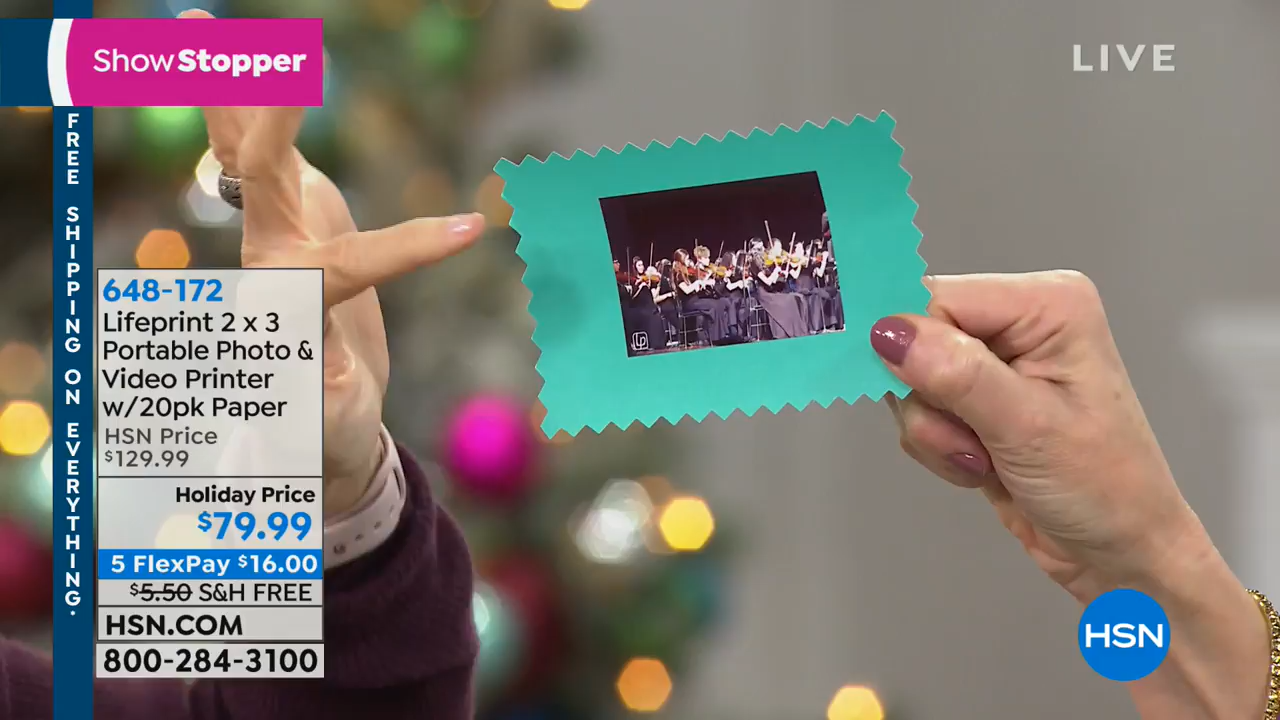 ShowStopper
LIVE
FREE SHIPPING ON EVERYTHING.*
648-172
Lifeprint 2 x 3
Portable Photo &
Video Printer
w/20pk Paper
HSN Price
$129.99
Holiday Price
$79.99
5 FlexPay $16.00
$5.50 S&H FREE
HSN.COM
800-284-3100
lp
HSN